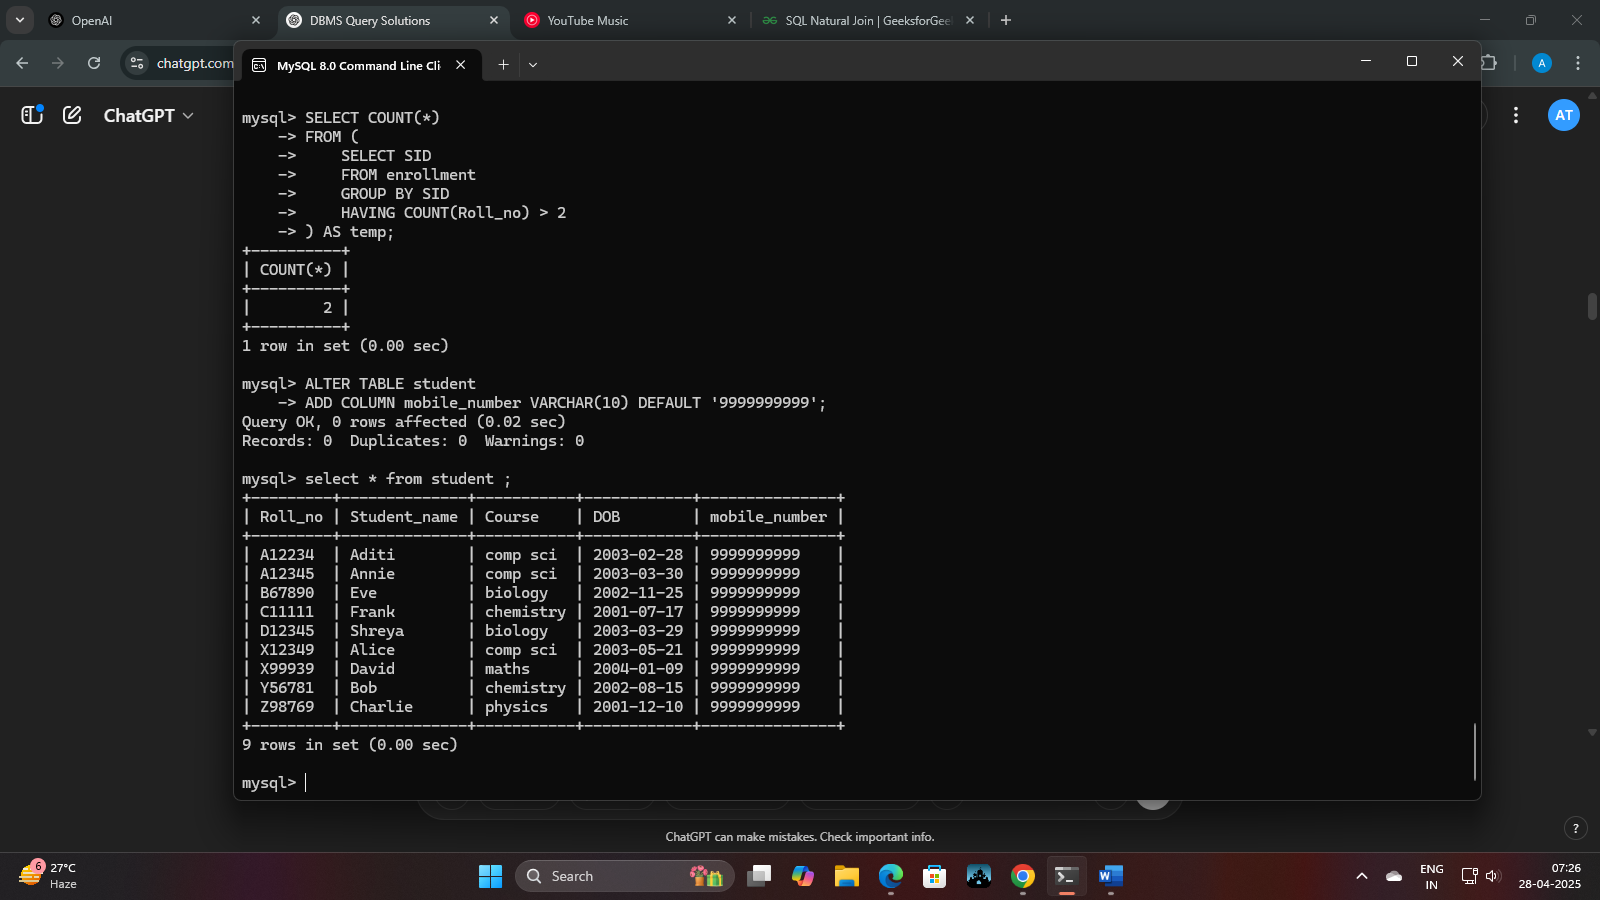 OpenAI
DBMS Query Solutions
YouTube Music
SQL Natural Join | GeeksforGee
chatgpt.com
MySQL 8.0 Command Line Cli
A
ChatGPT
AT
mysql> SELECT COUNT(*)
-> FROM (
-> SELECT SID
-> FROM enrollment
-> GROUP BY SID
-> HAVING COUNT(Roll_no) > 2
-> ) AS temp;
+----------+
| COUNT(*) |
+----------+
| 2 |
+----------+
1 row in set (0.00 sec)
mysql> ALTER TABLE student
-> ADD COLUMN mobile_number VARCHAR(10) DEFAULT '9999999999';
Query OK, 0 rows affected (0.02 sec)
Records: 0 Duplicates: 0 Warnings: 0
mysql> select * from student ;
+---------+--------------+-----------+------------+---------------+
| Roll_no | Student_name | Course | DOB | mobile_number |
+---------+--------------+-----------+------------+---------------+
| A12234 | Aditi | comp sci | 2003-02-28 | 9999999999 |
| A12345 | Annie | comp sci | 2003-03-30 | 9999999999 |
| B67890 | Eve | biology | 2002-11-25 | 9999999999 |
| C11111 | Frank | chemistry | 2001-07-17 | 9999999999 |
| D12345 | Shreya | biology | 2003-03-29 | 9999999999 |
| X12349 | Alice | comp sci | 2003-05-21 | 9999999999 |
| X99939 | David | maths | 2004-01-09 | 9999999999 |
| Y56781 | Bob | chemistry | 2002-08-15 | 9999999999 |
| Z98769 | Charlie | physics | 2001-12-10 | 9999999999 |
+---------+--------------+-----------+------------+---------------+
9 rows in set (0.00 sec)
mysql>
ChatGPT can make mistakes. Check important info.
?
6
27°C
Haze
Search
ENG
IN
07:26
28-04-2025